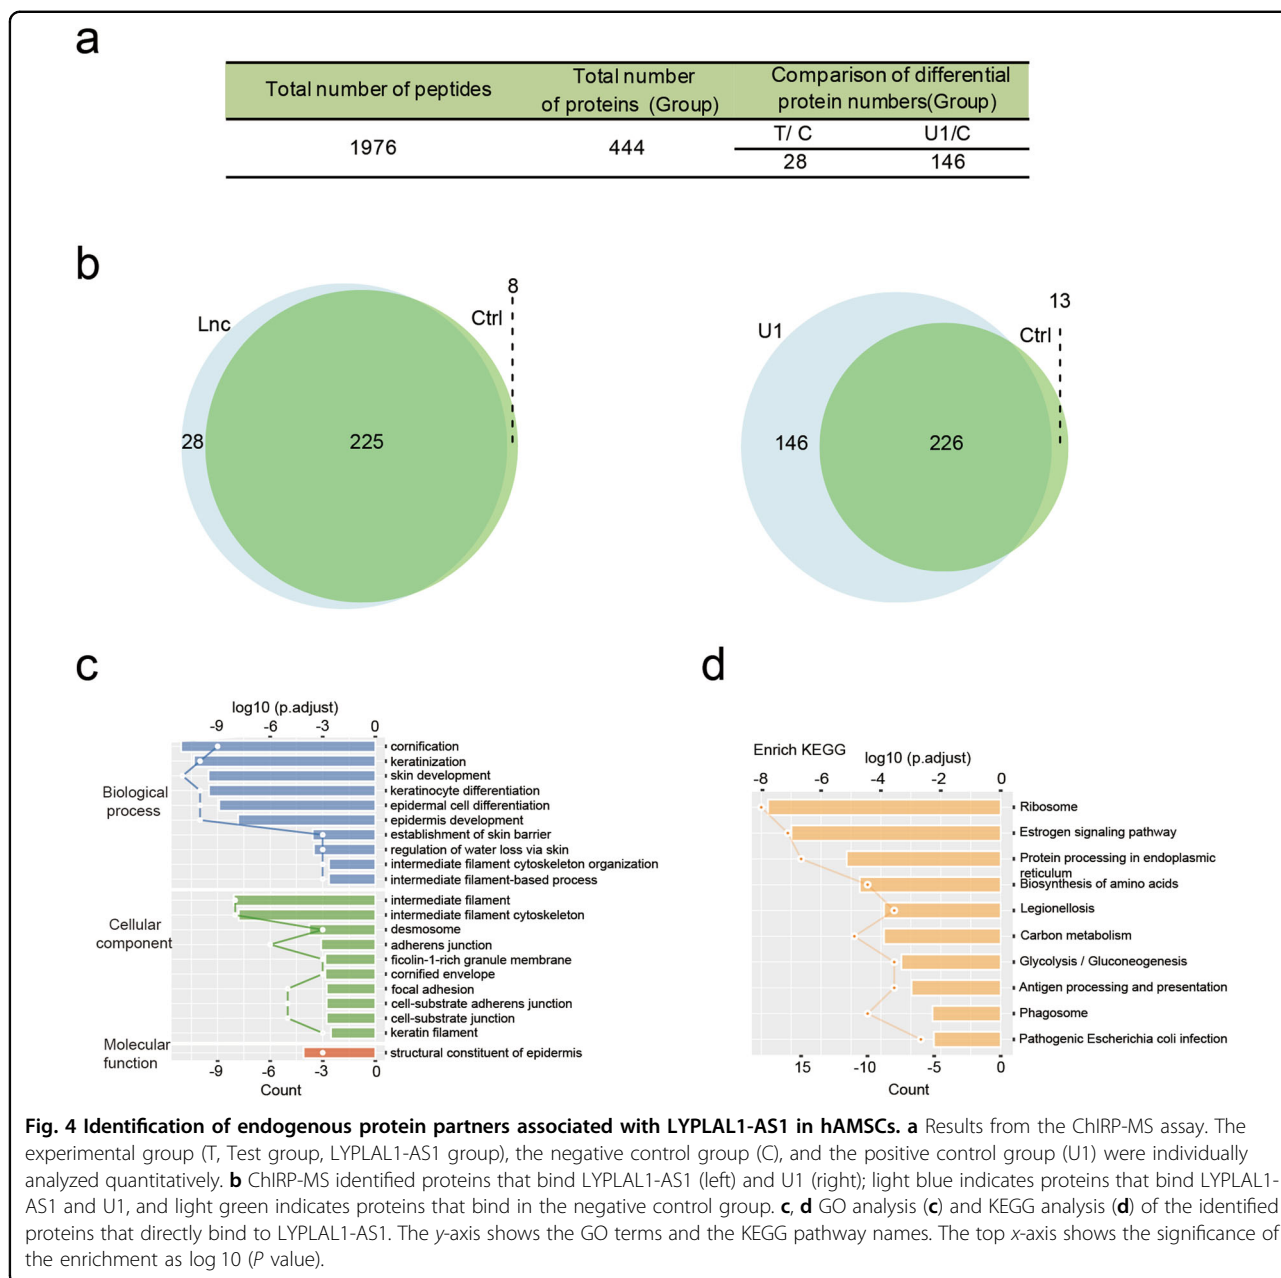 a
Total number of peptides
Total number
of proteins (Group)
Comparison of differential
protein numbers(Group)
1976
444
T/ C
U1/C
28
146
b
Lnc
8
Ctrl
28
225
U1
13
Ctrl
146
226
c
log10 (p.adjust)
-9 -6 -3 0
Biological
process
cornification
keratinization
skin development
keratinocyte differentiation
epidermal cell differentiation
epidermis development
establishment of skin barrier
regulation of water loss via skin
intermediate filament cytoskeleton organization
intermediate filament-based process
Cellular
component
intermediate filament
intermediate filament cytoskeleton
desmosome
adherens junction
ficolin-1-rich granule membrane
cornified envelope
focal adhesion
cell-substrate adherens junction
cell-substrate junction
keratin filament
Molecular
function
structural constituent of epidermis
-9 -6 -3 0
Count
d
Enrich KEGG
log10 (p.adjust)
-8 -6 -4 -2 0
Ribosome
Estrogen signaling pathway
Protein processing in endoplasmic
reticulum
Biosynthesis of amino acids
Legionellosis
Carbon metabolism
Glycolysis / Gluconeogenesis
Antigen processing and presentation
Phagosome
Pathogenic Escherichia coli infection
15 -10 -5 0
Count
Fig. 4 Identification of endogenous protein partners associated with LYPLAL1-AS1 in hAMSCs. a Results from the ChIRP-MS assay. The
experimental group (T, Test group, LYPLAL1-AS1 group), the negative control group (C), and the positive control group (U1) were individually
analyzed quantitatively. b ChIRP-MS identified proteins that bind LYPLAL1-AS1 (left) and U1 (right); light blue indicates proteins that bind LYPLAL1-
AS1 and U1, and light green indicates proteins that bind in the negative control group. c, d GO analysis (c) and KEGG analysis (d) of the identified
proteins that directly bind to LYPLAL1-AS1. The y-axis shows the GO terms and the KEGG pathway names. The top x-axis shows the significance of
the enrichment as log 10 (P value).